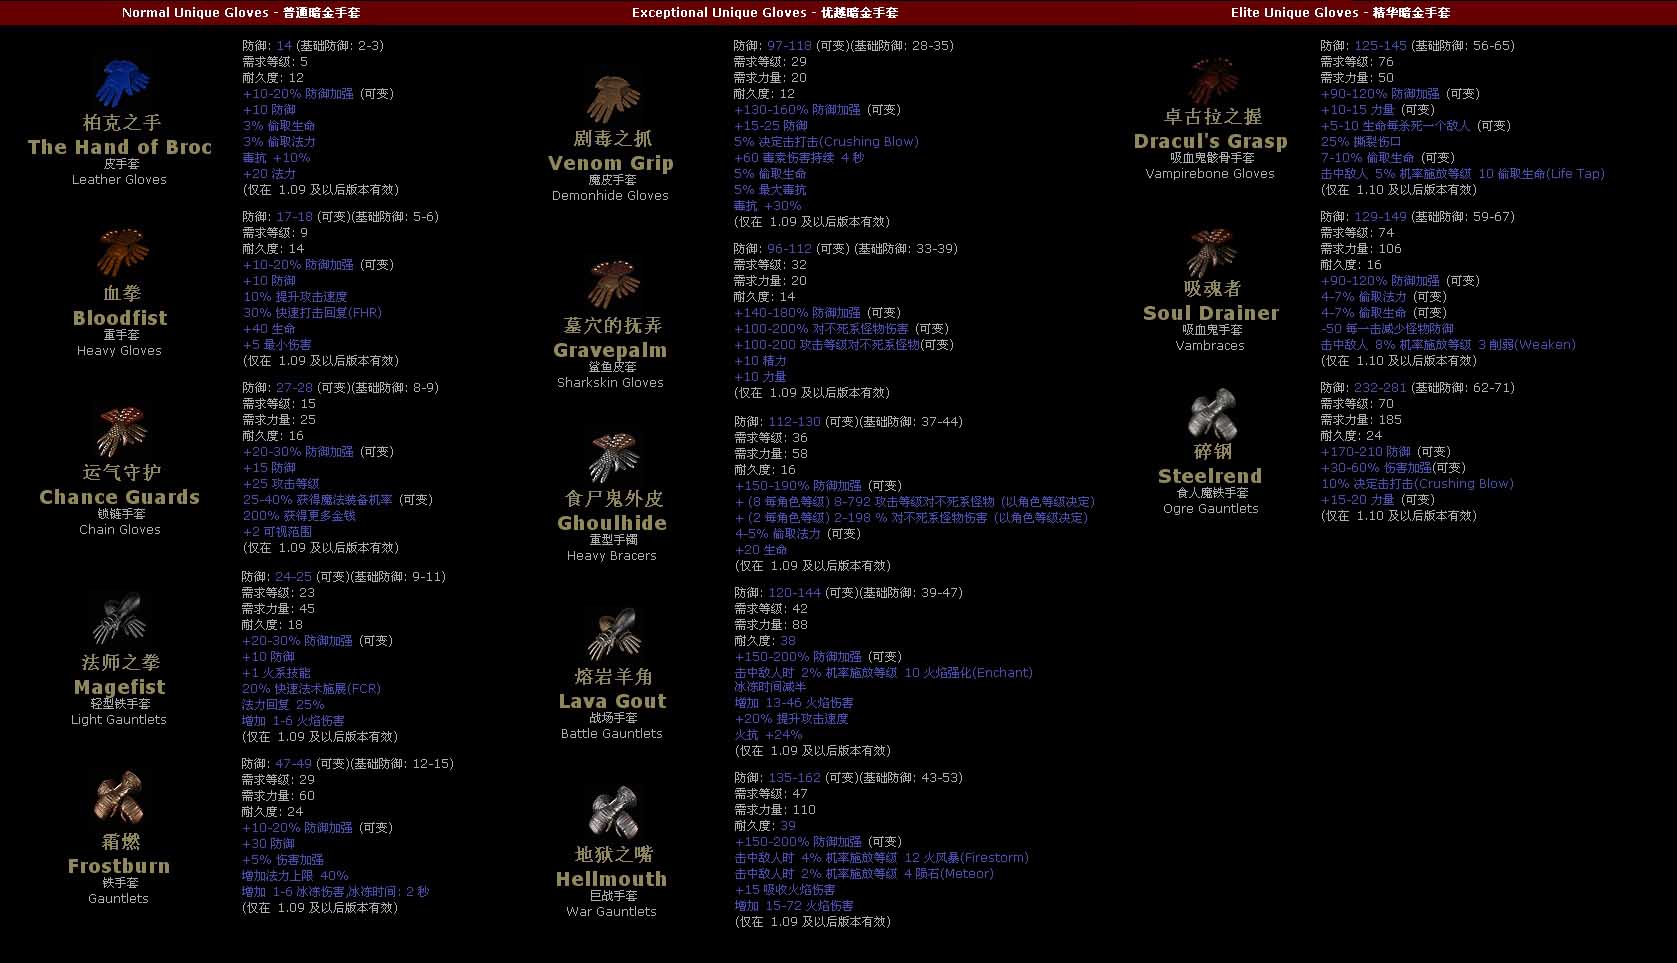 Normal Unique Gloves - 普通暗金手套
柏克之手
The Hand of Broc
皮手套
Leather Gloves
防御: 14 (基础防御: 2-3)
需求等级: 5
耐久度: 12
+10-20% 防御加强 (可变)
+10 防御
3% 偷取生命
3% 偷取法力
毒抗 +10%
+20 法力
(仅在 1.09 及以后版本有效)
血拳
Bloodfist
重手套
Heavy Gloves
防御: 17-18 (可变)(基础防御: 5-6)
需求等级: 9
耐久度: 14
+10-20% 防御加强 (可变)
+10 防御
10% 提升攻击速度
30% 快速打击回复(FHR)
+40 生命
+5 最小伤害
(仅在 1.09 及以后版本有效)
运气守护
Chance Guards
锁链手套
Chain Gloves
防御: 27-28 (可变)(基础防御: 8-9)
需求等级: 15
需求力量: 25
耐久度: 16
+20-30% 防御加强 (可变)
+15 防御
+25 攻击等级
25-40% 获得魔法装备机率 (可变)
200% 获得更多金钱
+2 可视范围
(仅在 1.09 及以后版本有效)
法师之拳
Magefist
轻型铁手套
Light Gauntlets
防御: 24-25 (可变)(基础防御: 9-11)
需求等级: 23
需求力量: 45
耐久度: 18
+20-30% 防御加强 (可变)
+10 防御
+1 火系技能
20% 快速法术施展(FCR)
法力回复 25%
增加 1-6 火焰伤害
(仅在 1.09 及以后版本有效)
霜燃
Frostburn
铁手套
Gauntlets
防御: 47-49 (可变)(基础防御: 12-15)
需求等级: 29
需求力量: 60
耐久度: 24
+10-20% 防御加强 (可变)
+30 防御
+5% 伤害加强
增加法力上限 40%
增加 1-6 冰冻伤害,冰冻时间: 2 秒
(仅在 1.09 及以后版本有效)
Exceptional Unique Gloves - 优越暗金手套
剧毒之抓
Venom Grip
魔皮手套
Demonhide Gloves
防御: 97-118 (可变)(基础防御: 28-35)
需求等级: 29
需求力量: 20
耐久度: 12
+130-160% 防御加强 (可变)
+15-25 防御
5% 决定击打击(Crushing Blow)
+60 毒素伤害持续 4 秒
5% 偷取生命
5% 最大毒抗
毒抗 +30%
(仅在 1.09 及以后版本有效)
墓穴的抚弄
Gravepalm
鲨鱼皮套
Sharkskin Gloves
防御: 96-112 (可变) (基础防御: 33-39)
需求等级: 32
需求力量: 20
耐久度: 14
+140-180% 防御加强 (可变)
+100-200% 对不死系怪物伤害 (可变)
+100-200 攻击等级对不死系怪物(可变)
+10 精力
+10 力量
(仅在 1.09 及以后版本有效)
食尸鬼外皮
Ghoulhide
重型手镯
Heavy Bracers
防御: 112-130 (可变)(基础防御: 37-44)
需求等级: 36
需求力量: 58
耐久度: 16
+150-190% 防御加强 (可变)
+ (8 每角色等级) 8-792 攻击等级对不死系怪物 (以角色等级决定)
+ (2 每角色等级) 2-198 % 对不死系怪物伤害 (以角色等级决定)
4-5% 偷取法力 (可变)
+20 生命
(仅在 1.09 及以后版本有效)
熔岩羊角
Lava Gout
战场手套
Battle Gauntlets
防御: 120-144 (可变)(基础防御: 39-47)
需求等级: 42
需求力量: 88
耐久度: 38
+150-200% 防御加强 (可变)
击中敌人时 2% 机率施放等级 10 火焰强化(Enchant)
冰冻时间减半
增加 13-46 火焰伤害
+20% 提升攻击速度
火抗 +24%
(仅在 1.09 及以后版本有效)
地狱之嘴
Hellmouth
巨战手套
War Gauntlets
防御: 135-162 (可变)(基础防御: 43-53)
需求等级: 47
需求力量: 110
耐久度: 39
+150-200% 防御加强 (可变)
击中敌人时 4% 机率施放等级 12 火风暴(Firestorm)
击中敌人时 2% 机率施放等级 4 陨石(Meteor)
+15 吸收火焰伤害
增加 15-72 火焰伤害
(仅在 1.09 及以后版本有效)
Elite Unique Gloves - 精华暗金手套
卓古拉之握
Dracul's Grasp
吸血鬼骸骨手套
Vampirebone Gloves
防御: 125-145 (基础防御: 56-65)
需求等级: 76
需求力量: 50
+90-120% 防御加强 (可变)
+10-15 力量 (可变)
+5-10 生命每杀死一个敌人 (可变)
25% 撕裂伤口
7-10% 偷取生命 (可变)
击中敌人 5% 机率施放等级 10 偷取生命(Life Tap)
(仅在 1.10 及以后版本有效)
吸魂者
Soul Drainer
吸血鬼手套
Vambraces
防御: 129-149 (基础防御: 59-67)
需求等级: 74
需求力量: 106
耐久度: 16
+90-120% 防御加强 (可变)
4-7% 偷取法力 (可变)
4-7% 偷取生命 (可变)
-50 每一击减少怪物防御
击中敌人 8% 机率施放等级 3 削弱(Weaken)
(仅在 1.10 及以后版本有效)
碎钢
Steelrend
食人魔铁手套
Ogre Gauntlets
防御: 232-281 (基础防御: 62-71)
需求等级: 70
需求力量: 185
耐久度: 24
+170-210 防御 (可变)
+30-60% 伤害加强(可变)
10% 决定击打击(Crushing Blow)
+15-20 力量 (可变)
(仅在 1.10 及以后版本有效)